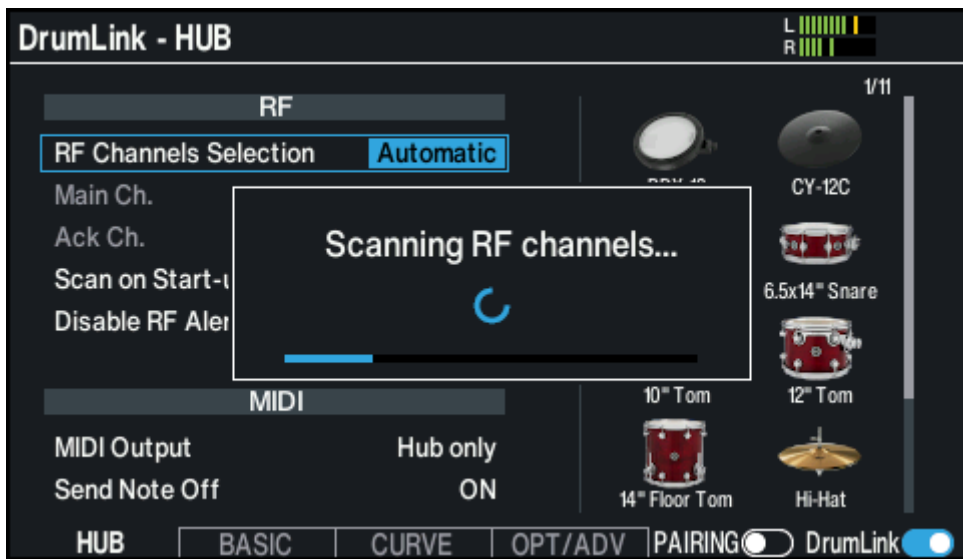 DrumLink - HUB
L
R
1/11
RF
RF Channels Selection Automatic
Main Ch.
Ack Ch.
Scan on
Disable RF
Scanning RF channels...
MIDI
MIDI Output Hub only
Send Note Off ON
CY-12C
6.5x14" Snare
10" Tom
12" Tom
14" Floor Tom
Hi-Hat
HUB
BASIC
CURVE
OPT/ADV
PAIRING
DrumLink